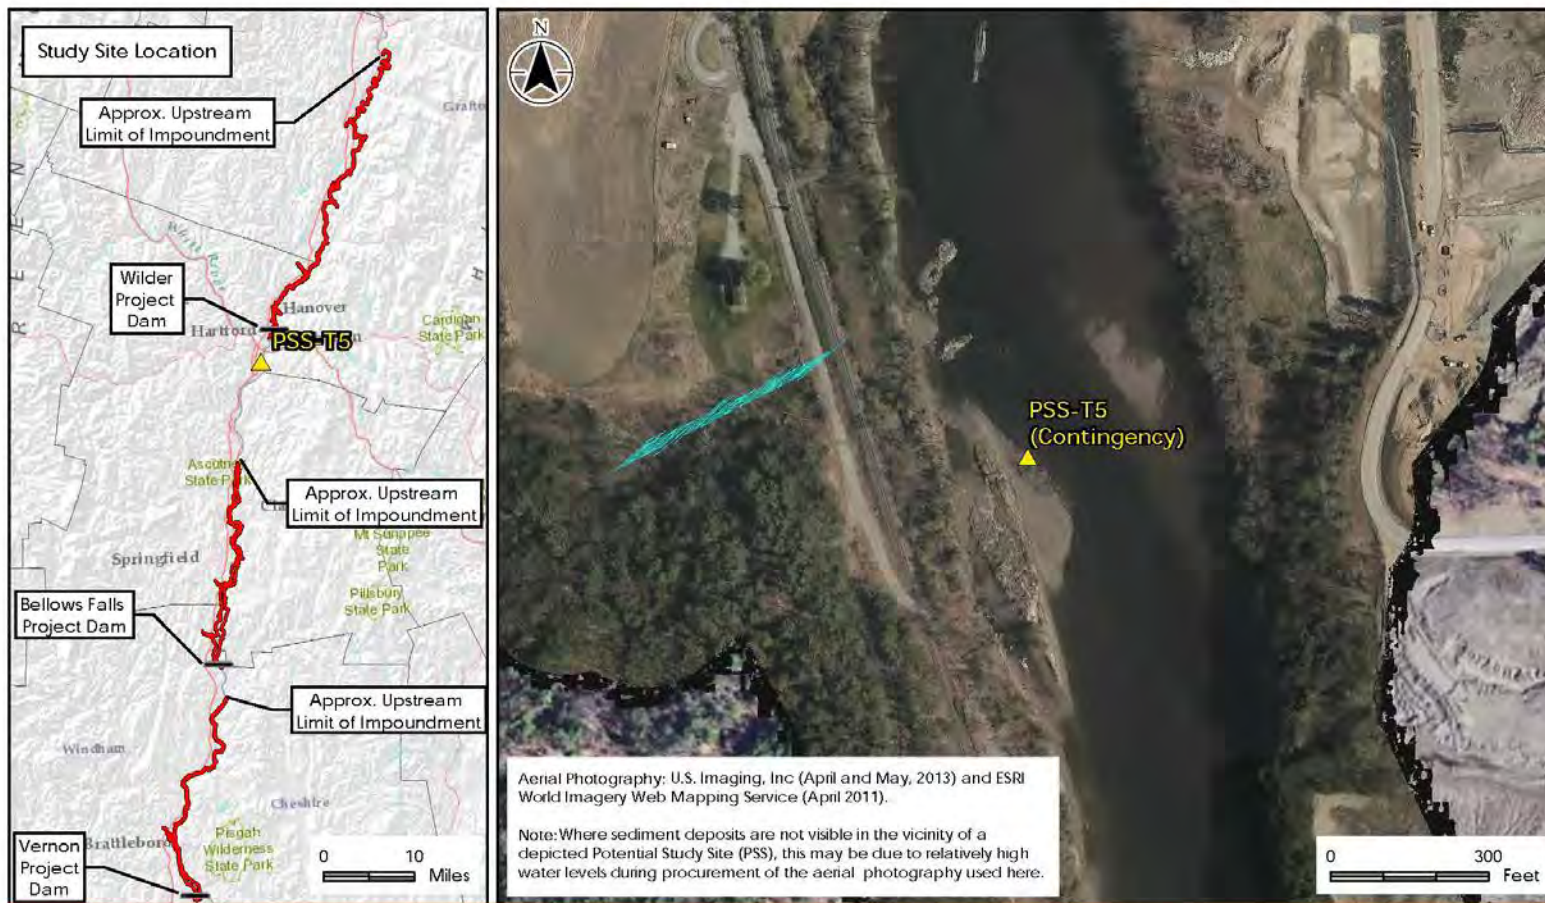 Study Site Location
Approx. Upstream
Limit of Impoundment
Grafto
White River
Wilder
Project
Dam
Hanover
Hartford
Cardigan
State Park
PSS-T5
Ascutney
State Park
Approx. Upstream
Limit of Impoundment
Mt Sunapee
State
Park
Springfield
Pillsbury
State Park
Bellows Falls
Project Dam
Approx. Upstream
Limit of Impoundment
Windham
Cheshire
Brattleboro
Pisgah
Wilderness
State Park
Vernon
Project
Dam
0 10
Miles
N
PSS-T5
(Contingency)
Aerial Photography: U.S. Imaging, Inc (April and May, 2013) and ESRI
World Imagery Web Mapping Service (April 2011).
Note: Where sediment deposits are not visible in the vicinity of a
depicted Potential Study Site (PSS), this may be due to relatively high
water levels during procurement of the aerial photography used here.
0 300
Feet